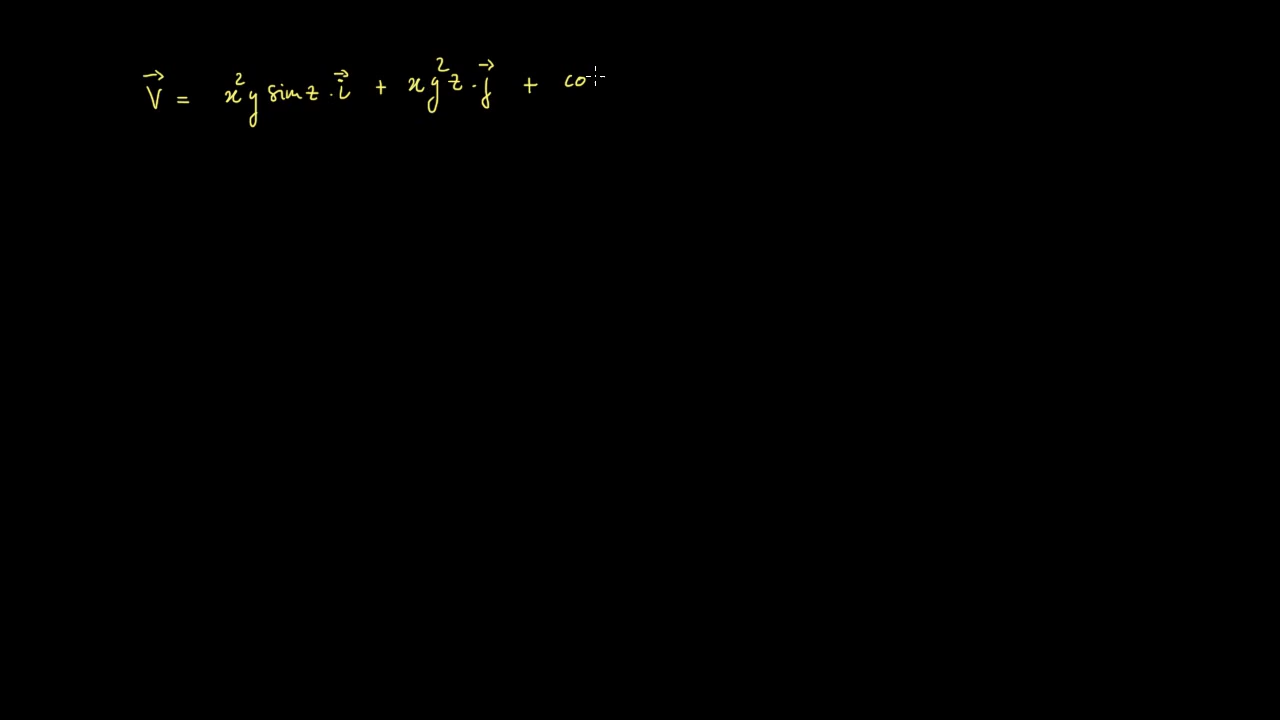 V⃗ = x²y sin z · i⃗ + xy²z · j⃗ + co